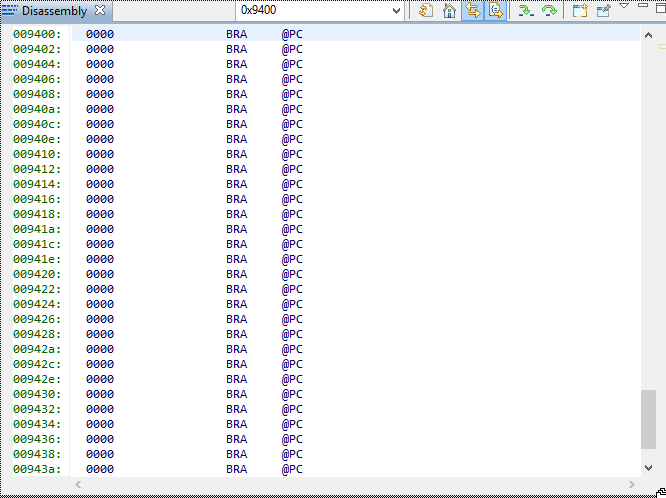 Disassembly 0x9400
009400: 0000 BRA @PC
009402: 0000 BRA @PC
009404: 0000 BRA @PC
009406: 0000 BRA @PC
009408: 0000 BRA @PC
00940a: 0000 BRA @PC
00940c: 0000 BRA @PC
00940e: 0000 BRA @PC
009410: 0000 BRA @PC
009412: 0000 BRA @PC
009414: 0000 BRA @PC
009416: 0000 BRA @PC
009418: 0000 BRA @PC
00941a: 0000 BRA @PC
00941c: 0000 BRA @PC
00941e: 0000 BRA @PC
009420: 0000 BRA @PC
009422: 0000 BRA @PC
009424: 0000 BRA @PC
009426: 0000 BRA @PC
009428: 0000 BRA @PC
00942a: 0000 BRA @PC
00942c: 0000 BRA @PC
00942e: 0000 BRA @PC
009430: 0000 BRA @PC
009432: 0000 BRA @PC
009434: 0000 BRA @PC
009436: 0000 BRA @PC
009438: 0000 BRA @PC
00943a: 0000 BRA @PC